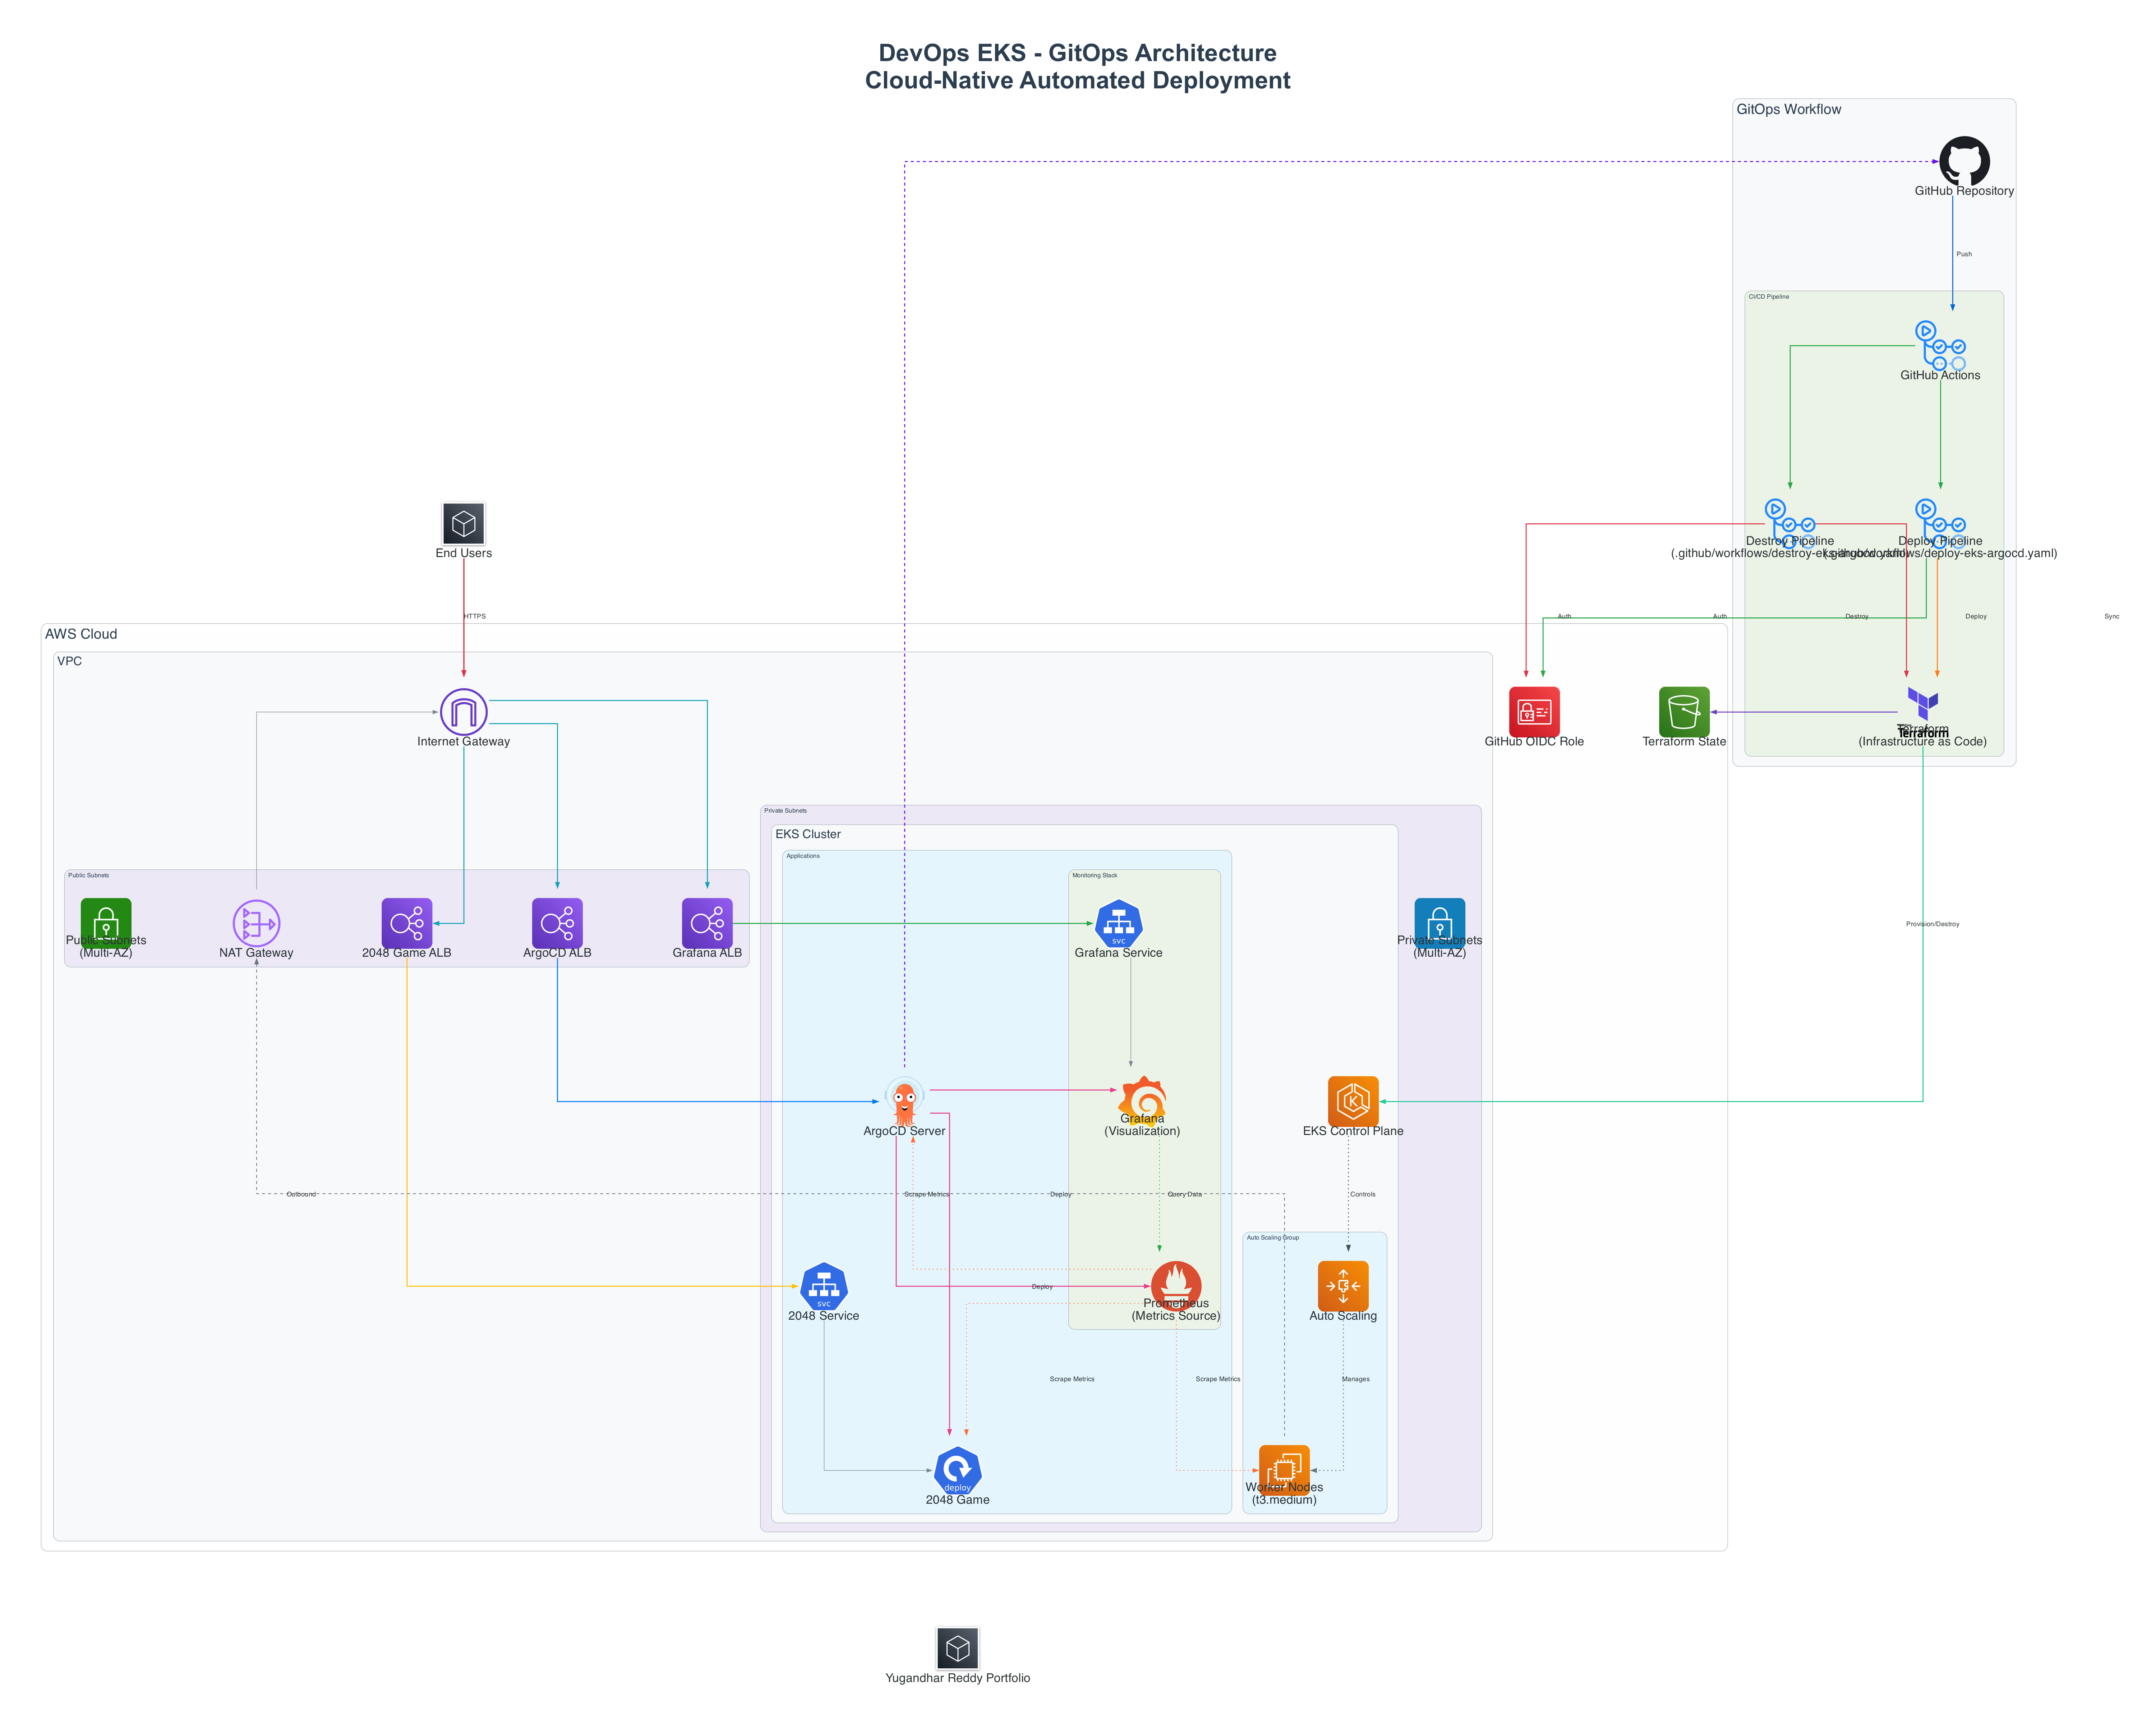 DevOps EKS - GitOps Architecture
Cloud-Native Automated Deployment
GitOps Workflow
GitHub Repository
Push
CI/CD Pipeline
GitHub Actions
Destroy Pipeline
(.github/workflows/destroy-eks-argocd.yaml)
Deploy Pipeline
(.github/workflows/deploy-eks-argocd.yaml)
End Users
HTTPS
Auth
Auth
Destroy
Deploy
Sync
AWS Cloud
VPC
Internet Gateway
GitHub OIDC Role
Terraform State
Terraform
Terraform
(Infrastructure as Code)
Private Subnets
EKS Cluster
Applications
Public Subnets
Monitoring Stack
Public Subnets
(Multi-AZ)
NAT Gateway
2048 Game ALB
ArgoCD ALB
Grafana ALB
svc
Grafana Service
Private Subnets
(Multi-AZ)
Provision/Destroy
ArgoCD Server
Grafana
(Visualization)
K
EKS Control Plane
Outbound
Scrape Metrics
Deploy
Query Data
Controls
Auto Scaling Group
svc
2048 Service
Deploy
Prometheus
(Metrics Source)
Auto Scaling
Scrape Metrics
Scrape Metrics
Manages
deploy
2048 Game
Worker Nodes
(t3.medium)
Yugandhar Reddy Portfolio